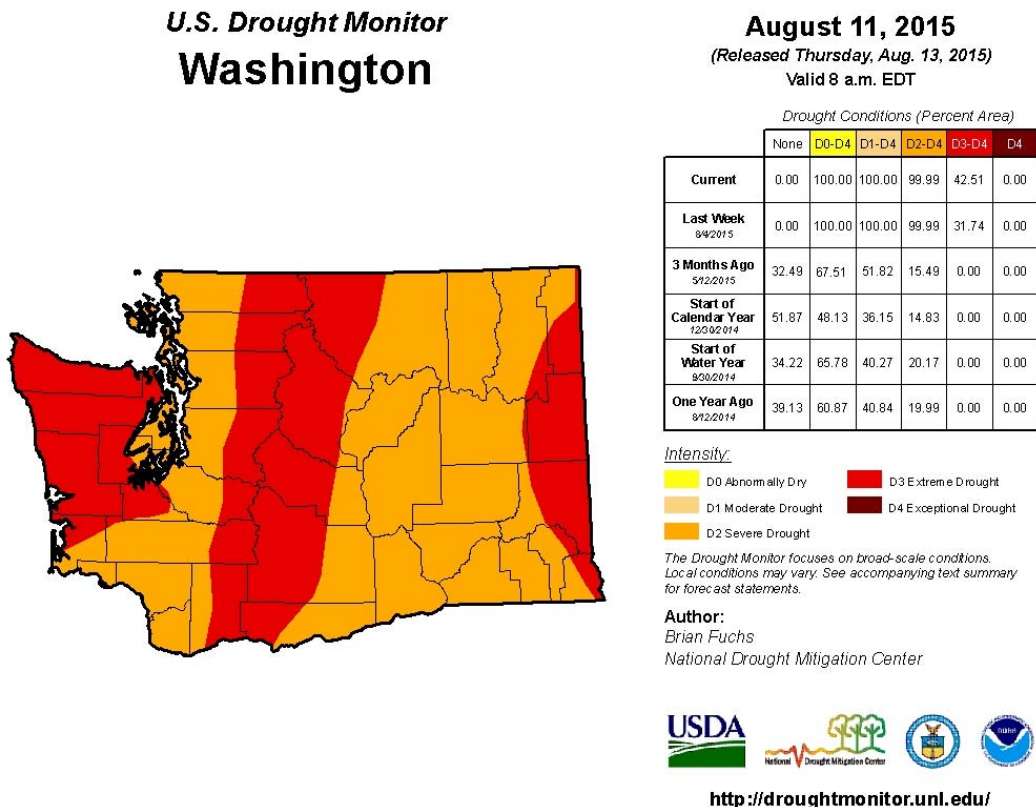 U.S. Drought Monitor
Washington
August 11, 2015
(Released Thursday, Aug. 13, 2015)
Valid 8 a.m. EDT
Drought Conditions (Percent Area)
None D0-D4 D1-D4 D2-D4 D3-D4 D4
Current 0.00 100.00 100.00 99.99 42.51 0.00
Last Week
8/4/2015 0.00 100.00 100.00 99.99 31.74 0.00
3 Months Ago
5/12/2015 32.49 67.51 51.82 15.49 0.00 0.00
Start of
Calendar Year
12/30/2014 51.87 48.13 36.15 14.83 0.00 0.00
Start of
Water Year
9/30/2014 34.22 65.78 40.27 20.17 0.00 0.00
One Year Ago
8/12/2014 39.13 60.87 40.84 19.99 0.00 0.00
Intensity:
D0 Abnormally Dry
D1 Moderate Drought
D2 Severe Drought
D3 Extreme Drought
D4 Exceptional Drought
The Drought Monitor focuses on broad-scale conditions.
Local conditions may vary. See accompanying text summary
for forecast statements.
Author:
Brian Fuchs
National Drought Mitigation Center
USDA
National Drought Mitigation Center
http://droughtmonitor.unl.edu/